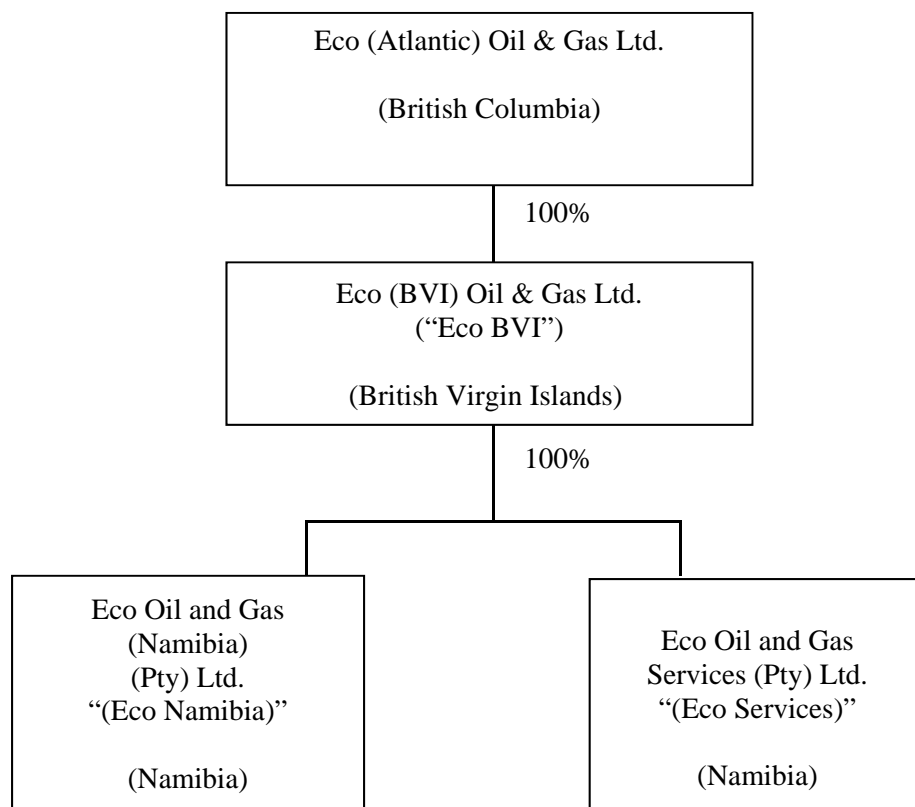 Eco (Atlantic) Oil & Gas Ltd.
(British Columbia)
100%
Eco (BVI) Oil & Gas Ltd.
(“Eco BVI”)
(British Virgin Islands)
100%
Eco Oil and Gas
(Namibia)
(Pty) Ltd.
“(Eco Namibia)”
(Namibia)
Eco Oil and Gas
Services (Pty) Ltd.
“(Eco Services)”
(Namibia)